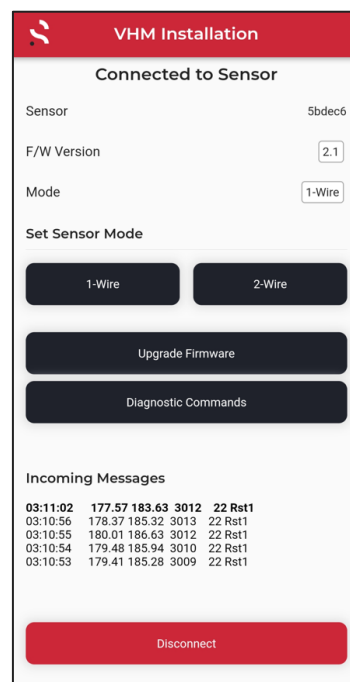 VHM Installation
Connected to Sensor
Sensor 5bdec6
F/W Version 2.1
Mode 1-Wire
Set Sensor Mode
1-Wire 2-Wire
Upgrade Firmware
Diagnostic Commands
Incoming Messages
03:11:02 177.57 183.63 3012 22 Rst1
03:10:56 178.37 185.32 3013 22 Rst1
03:10:55 180.01 186.63 3012 22 Rst1
03:10:54 179.48 185.94 3010 22 Rst1
03:10:53 179.41 185.28 3009 22 Rst1
Disconnect